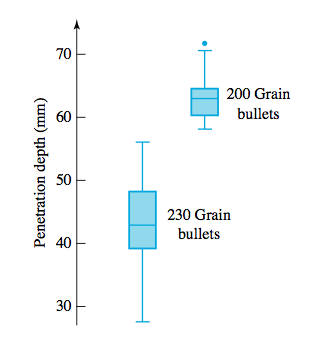 Penetration depth (mm)
70
60
50
40
30
200 Grain
bullets
230 Grain
bullets